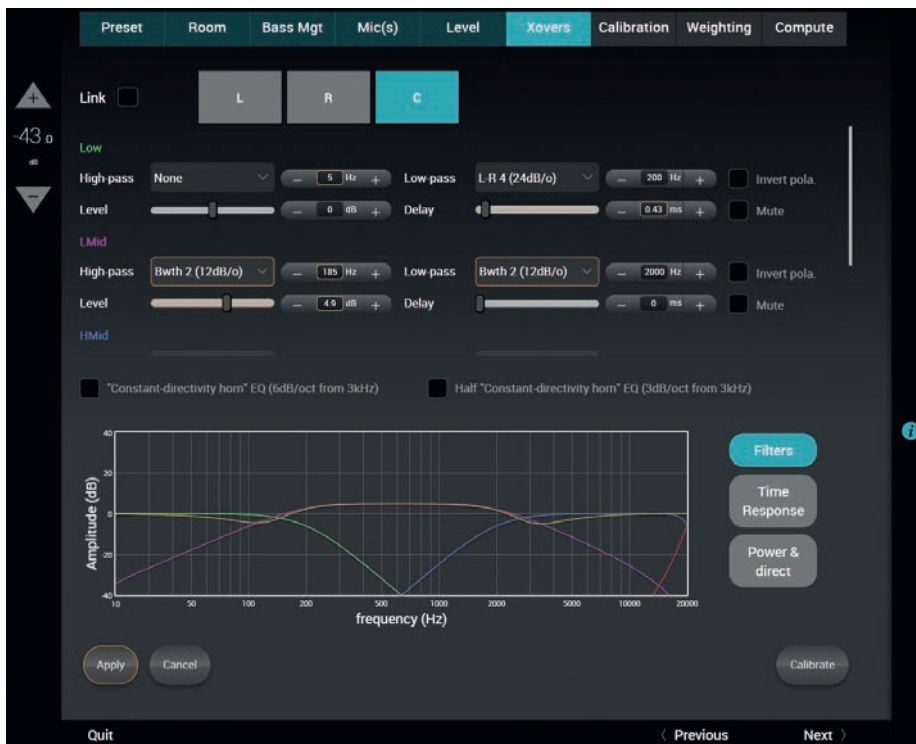 Preset Room Bass Mgt Mic(s) Level Xovers Calibration Weighting Compute
Link L R C
+
-43.0
dB
−
Low
High-pass None − 5 Hz + Low-pass L-R 4 (24dB/o) − 200 Hz + Invert pola.
Level − 0 dB + Delay − 0.43 ms + Mute
LMid
High-pass Bwth 2 (12dB/o) − 185 Hz + Low-pass Bwth 2 (12dB/o) − 2000 Hz + Invert pola.
Level − 4.9 dB + Delay − 0 ms + Mute
HMid
"Constant-directivity horn" EQ (6dB/oct from 3kHz) Half "Constant-directivity horn" EQ (3dB/oct from 3kHz)
i
Amplitude (dB)
40
20
0
-20
-40
10 50 100 200 500 1000 2000 5000 10000 20000
frequency (Hz)
Filters
Time
Response
Power &
direct
Apply Cancel Calibrate
Quit 〈 Previous Next 〉